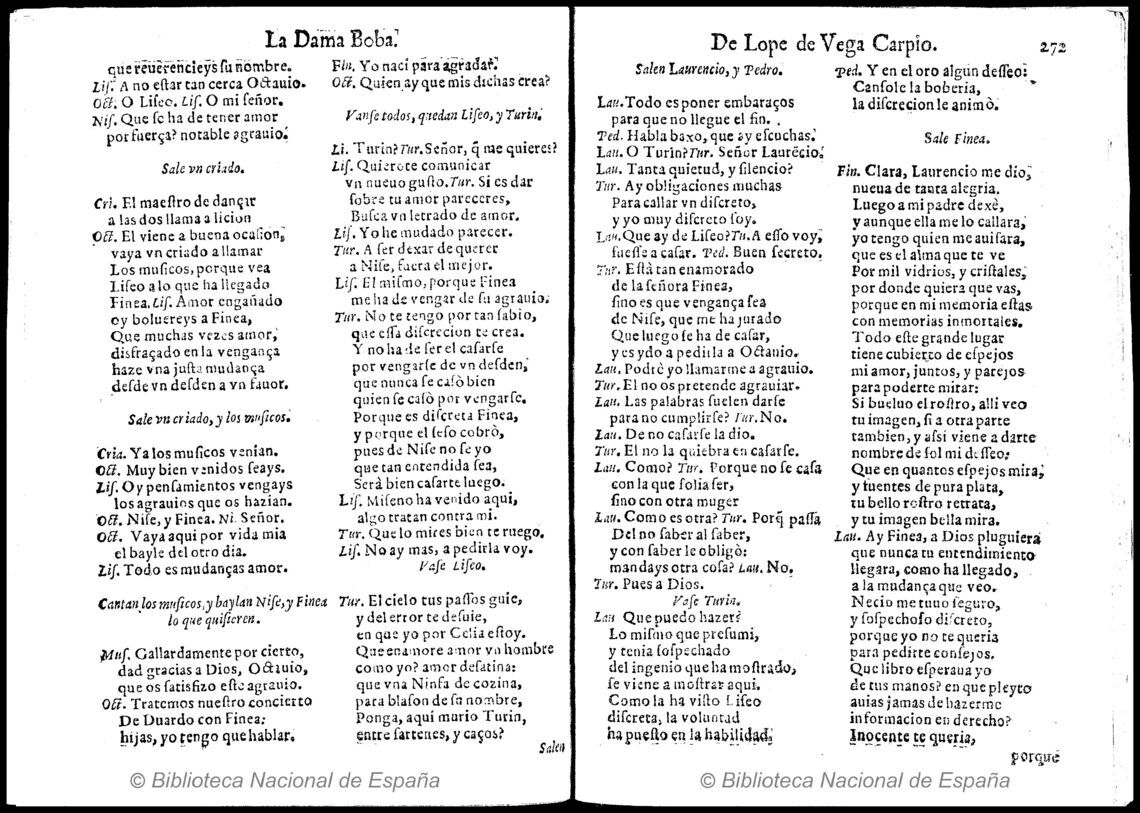 La Dama Boba.
que reuerencieys su nombre.
Lis. A no estar tan cerca Octauio.
Oct. O Liseo. Lis. O mi señor.
Nis. Que se ha de tener amor
por fuerça? notable agrauio.
Sale vn criado.
Cri. El maestro de dançar
a las dos llama a licion
Oct. El viene a buena ocasion,
vaya vn criado a llamar
Los musicos, porque vea
Liseo a lo que ha llegado
Finea. Lis. Amor engañado
oy boluereys a Finea,
Que muchas vezes amor,
disfraçado en la vengança
haze vna justa mudança
desde vn desden a vn fauor.
Sale vn criado, y los musicos.
Cria. Ya los musicos venian.
Oct. Muy bien venidos seays.
Lis. Oy pensamientos vengays
los agrauios que os hazian.
Oct. Nise, y Finea. Ni. Señor.
Oct. Vaya aqui por vida mia
el bayle del otro dia.
Lis. Todo es mudanças amor.
Cantan los musicos, y baylan Nise, y Finea
lo que quisieren.
Mus. Gallardamente por cierto,
dad gracias a Dios, Octauio,
que os satisfizo este agrauio.
Oct. Tratemos nuestro concierto
De Duardo con Finea;
hijas, yo tengo que hablar.
Fin. Yo naci para agradar.
Oct. Quien ay que mis dichas crea?
Vanse todos, quedan Liseo, y Turin.
Li. Turin? Tur. Señor, q̃ me quieres?
Lis. Quierote comunicar
vn nueuo gusto. Tur. Si es dar
sobre tu amor pareceres,
Busca vn letrado de amor.
Lis. Yo he mudado parecer.
Tur. A ser dexar de querer
a Nise, fuera el mejor.
Lis. El mismo, porque Finea
me ha de vengar de su agrauio.
Tur. No te tengo por tan sabio,
que essa discrecion te crea.
Y no ha de ser el casarse
por vengarse de vn desden,
que nunca se casò bien
quien se casò por vengarse.
Porque es discreta Finea,
y porque el seso cobrò,
pues de Nise no se yo
que tan entendida sea,
Serà bien casarte luego.
Lis. Miseno ha venido aqui,
algo tratan contra mi.
Tur. Que lo mires bien te ruego.
Lis. No ay mas, a pedirla voy.
Vase Liseo.
Tur. El cielo tus passos guie,
y del error te desuie,
en que yo por Celia estoy.
Que enamore amor vn hombre
como yo? amor desatina:
que vna Ninfa de cozina,
para blason de su nombre,
Ponga, aqui murio Turin,
entre sartenes, y caços?
Salen
De Lope de Vega Carpio.
272
Salen Laurencio, y Pedro.
Lau. Todo es poner embaraços
para que no llegue el fin.
Ped. Habla baxo, que ay escuchas.
Lau. O Turin? Tur. Señor Laurẽcio.
Lau. Tanta quietud, y silencio?
Tur. Ay obligaciones muchas
Para callar vn discreto,
y yo muy discreto soy.
Lau. Que ay de Liseo? Tu. A esso voy,
fuesse a casar. Ped. Buen secreto.
Tur. Està tan enamorado
de la señora Finea,
sino es que vengança sea
de Nise, que me ha jurado
Que luego se ha de casar,
y es ydo a pedirla a Octauio.
Lau. Podrè yo llamarme a agrauio.
Tur. El no os pretende agrauiar.
Lau. Las palabras suelen darse
para no cumplirse? Tur. No.
Lau. De no casarse la dio.
Tur. El no la quiebra en casarse.
Lau. Como? Tur. Porque no se casa
con la que solia ser,
sino con otra muger
Lau. Como es otra? Tur. Porq̃ passa
Del no saber al saber,
y con saber le obligò:
mandays otra cosa? Lau. No.
Tur. Pues a Dios.
Vase Turin.
Lau Que puedo hazer?
Lo mismo que presumi,
y tenia sospechado
del ingenio que ha mostrado,
se viene a mostrar aqui.
Como la ha visto Liseo
discreta, la voluntad
ha puesto en la habilidad.
Ped. Y en el oro algun desseo:
Cansole la boberia,
la discrecion le animò.
Sale Finea.
Fin. Clara, Laurencio me dio,
nueua de tanta alegria.
Luego a mi padre dexè,
y aunque ella me lo callara,
yo tengo quien me auisara,
que es el alma que te ve
Por mil vidrios, y cristales,
por donde quiera que vas,
porque en mi memoria estas
con memorias inmortales.
Todo este grande lugar
tiene cubierto de espejos
mi amor, juntos, y parejos
para poderte mirar:
Si bueluo el rostro, alli veo
tu imagen, si a otra parte
tambien, y assi viene a darte
nombre de sol mi desseo:
Que en quantos espejos mira,
y fuentes de pura plata,
tu bello rostro retrata,
y tu imagen bella mira.
Lau. Ay Finea, a Dios pluguiera
que nunca tu entendimiento
llegara, como ha llegado,
a la mudança que veo.
Necio me tuuo seguro,
y sospechoso discreto,
porque yo no te queria
para pedirte consejos.
Que libro esperaua yo
de tus manos? en que pleyto
auias jamas de hazerme
informacion en derecho?
Inocente te queria,
porque
© Biblioteca Nacional de España
© Biblioteca Nacional de España